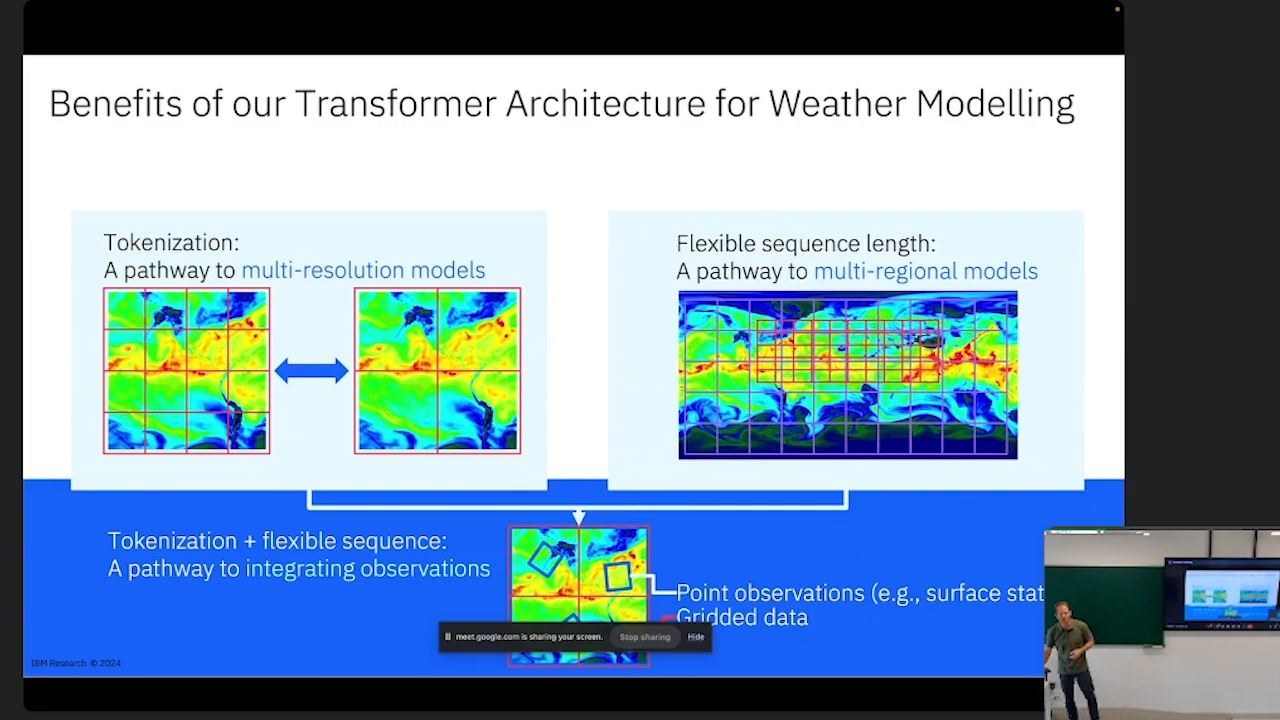 Benefits of our Transformer Architecture for Weather Modelling
Tokenization:
A pathway to multi-resolution models
Flexible sequence length:
A pathway to multi-regional models
Tokenization + flexible sequence:
A pathway to integrating observations
Point observations (e.g., surface stat
Gridded data
meet.google.com is sharing your screen.
Stop sharing
Hide
IBM Research © 2024